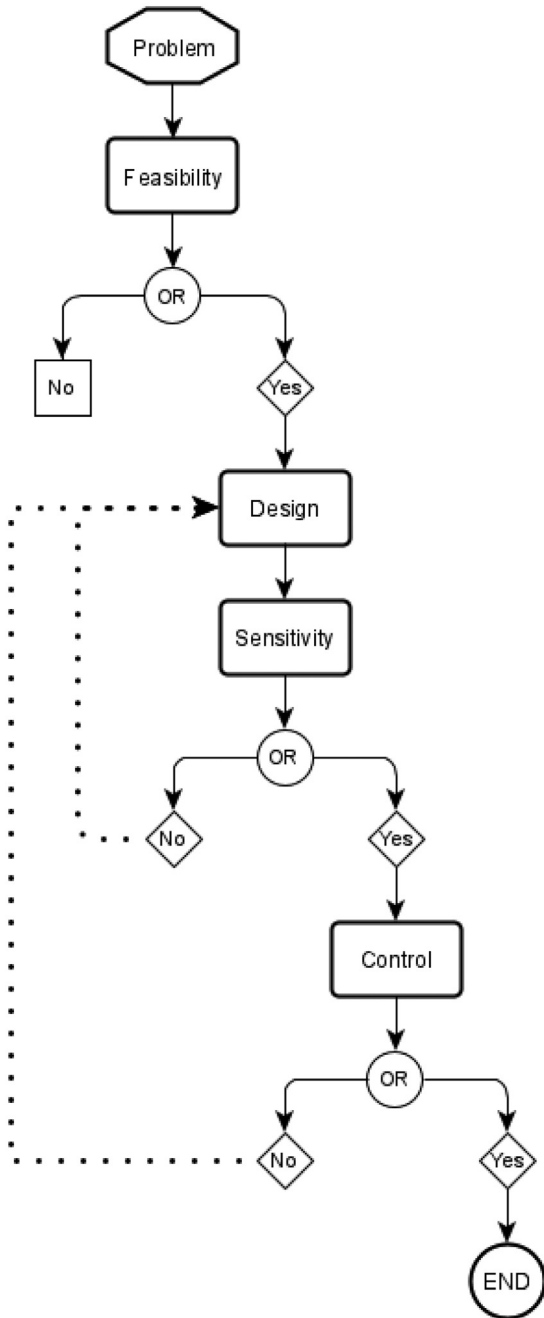 Problem
Feasibility
OR
No
Yes
Design
Sensitivity
OR
No
Yes
Control
OR
No
Yes
END